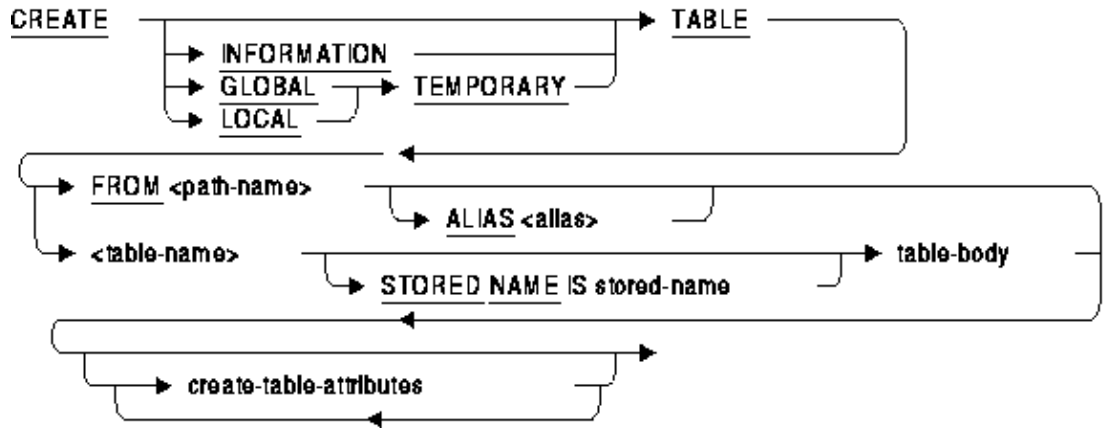 CREATE TABLE
INFORMATION
GLOBAL TEMPORARY
LOCAL
FROM <path-name>
ALIAS <alias>
<table-name> table-body
STORED NAME IS stored-name
create-table-attributes